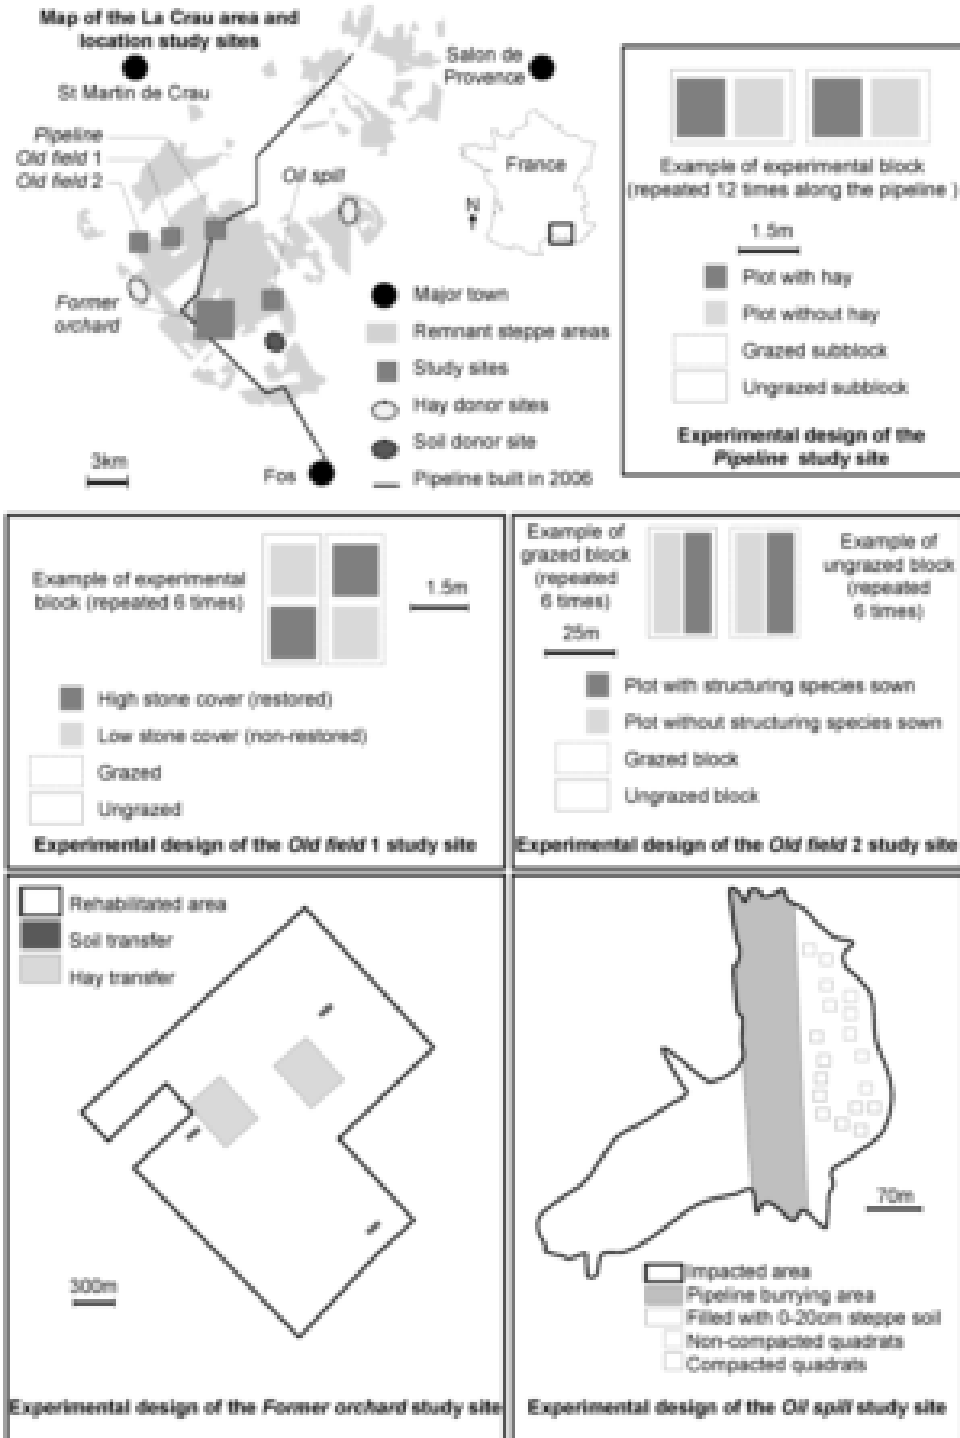 Map of the La Crau area and
location study sites
St Martin de Crau
Salon de
Provence
Pipeline
Old field 1
Old field 2
Oil spill
France
N
Former
orchard
Major town
Remnant steppe areas
Study sites
Hay donor sites
Soil donor site
Pipeline built in 2006
3km
Fos
Example of experimental block
(repeated 12 times along the pipeline )
1.5m
Plot with hay
Plot without hay
Grazed subblock
Ungrazed subblock
Experimental design of the
Pipeline study site
Example of experimental
block (repeated 6 times)
1.5m
High stone cover (restored)
Low stone cover (non-restored)
Grazed
Ungrazed
Experimental design of the Old field 1 study site
Example of
grazed block
(repeated
6 times)
25m
Example of
ungrazed block
(repeated
6 times)
Plot with structuring species sown
Plot without structuring species sown
Grazed block
Ungrazed block
Experimental design of the Old field 2 study site
Rehabilitated area
Soil transfer
Hay transfer
300m
Experimental design of the Former orchard study site
70m
Impacted area
Pipeline burrying area
Filled with 0-20cm steppe soil
Non-compacted quadrats
Compacted quadrats
Experimental design of the Oil spill study site